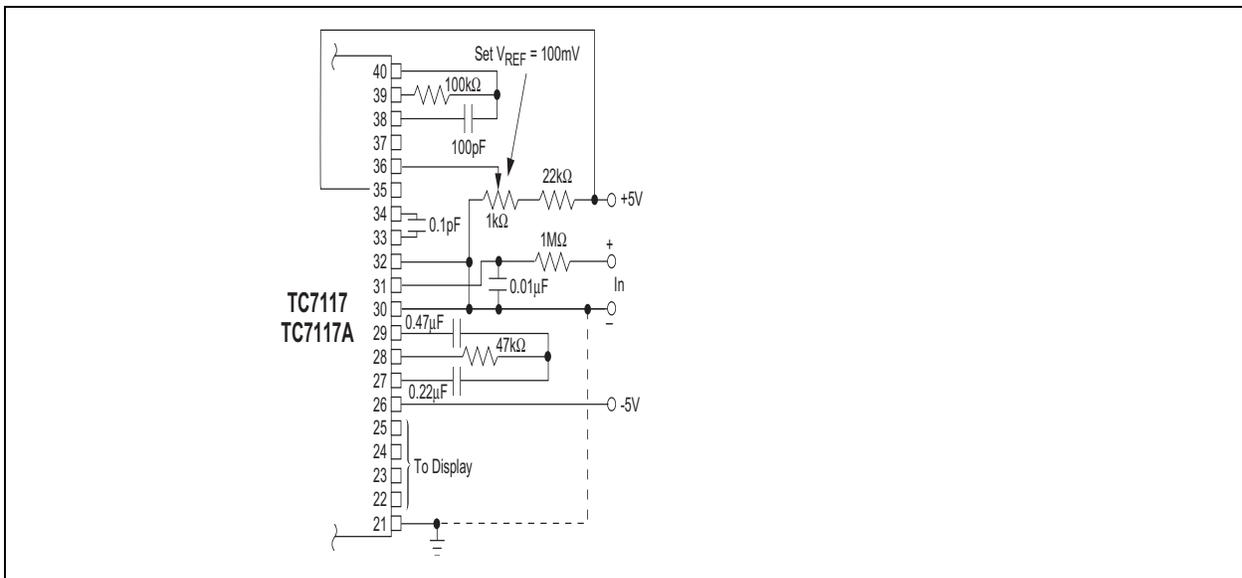 Set VREF = 100mV
40
39
100kΩ
38
37
100pF
36
35
22kΩ
+5V
1kΩ
34
0.1pF
33
32
1MΩ
+
31
0.01μF
In
30
–
TC7117
TC7117A
29
0.47μF
28
47kΩ
27
0.22μF
26
-5V
25
24
To Display
23
22
21